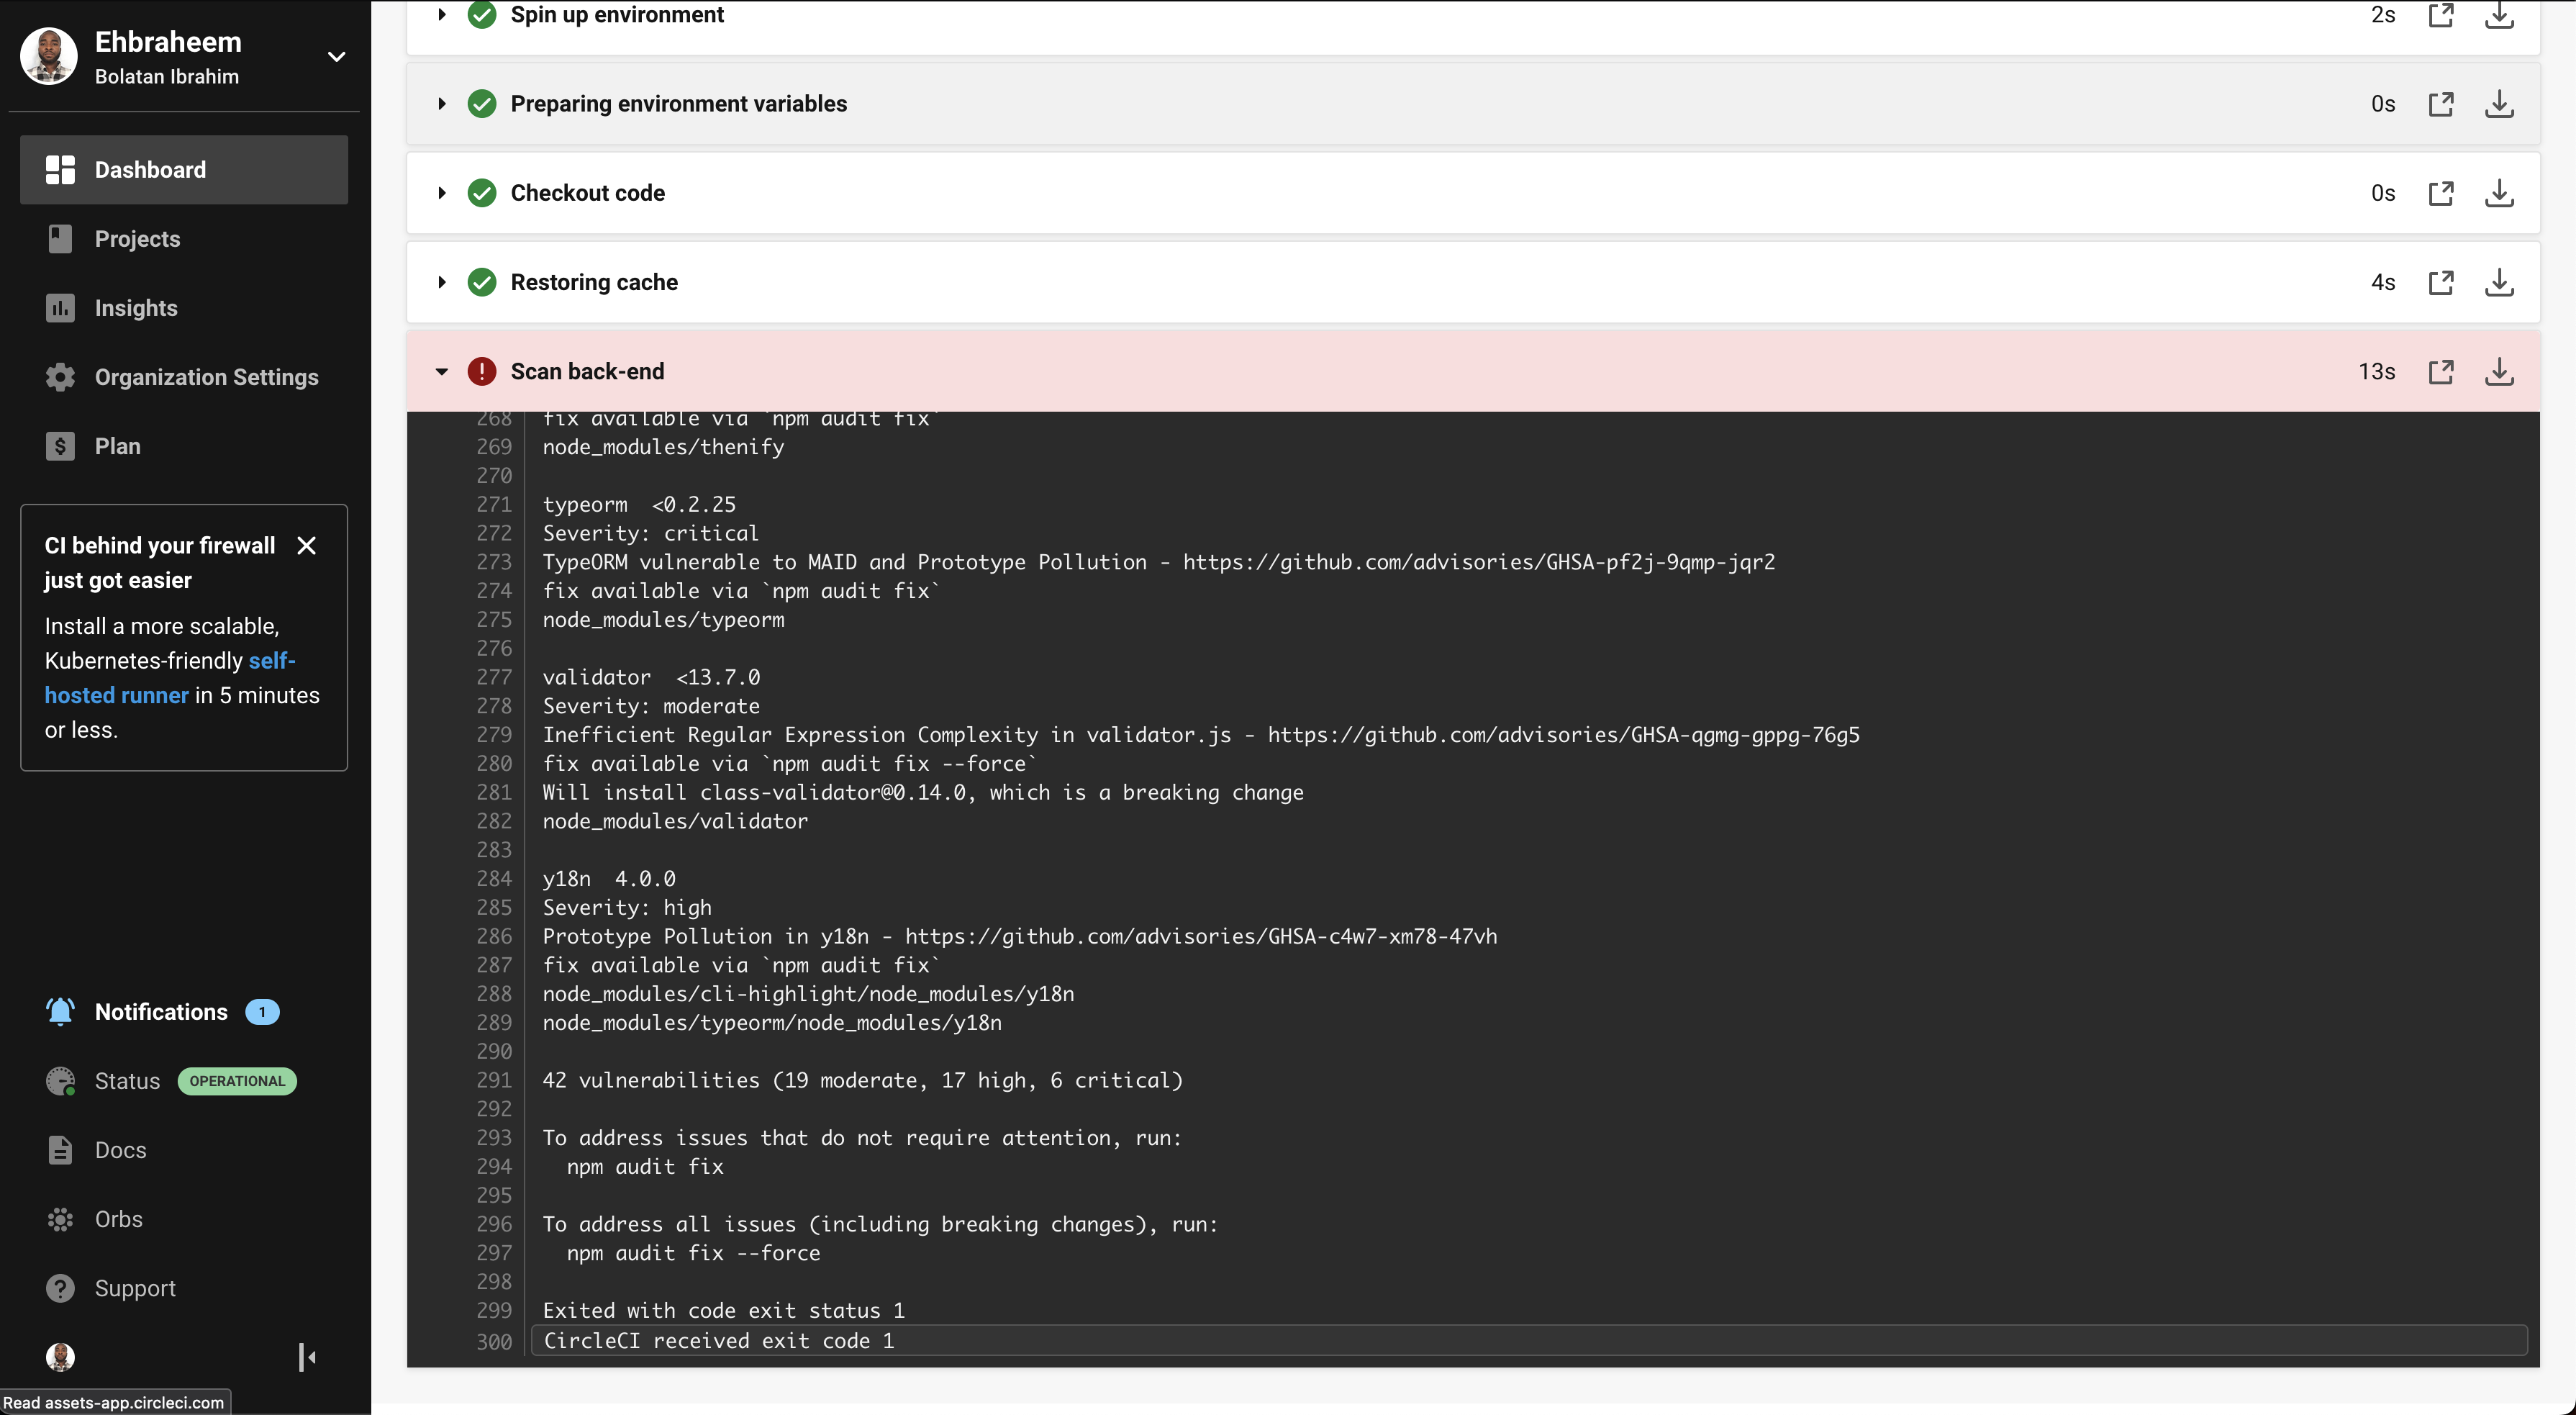 Ehbraheem
Bolatan Ibrahim
Dashboard
Projects
Insights
Organization Settings
Plan
CI behind your firewall
just got easier
Install a more scalable,
Kubernetes-friendly self-
hosted runner in 5 minutes
or less.
Notifications 1
Status OPERATIONAL
Docs
Orbs
Support
Read assets-app.circleci.com
Spin up environment 2s
Preparing environment variables 0s
Checkout code 0s
Restoring cache 4s
Scan back-end 13s
268 fix available via `npm audit fix`
269 node_modules/thenify
270
271 typeorm  <0.2.25
272 Severity: critical
273 TypeORM vulnerable to MAID and Prototype Pollution - https://github.com/advisories/GHSA-pf2j-9qmp-jqr2
274 fix available via `npm audit fix`
275 node_modules/typeorm
276
277 validator  <13.7.0
278 Severity: moderate
279 Inefficient Regular Expression Complexity in validator.js - https://github.com/advisories/GHSA-qgmg-gppg-76g5
280 fix available via `npm audit fix --force`
281 Will install class-validator@0.14.0, which is a breaking change
282 node_modules/validator
283
284 y18n  4.0.0
285 Severity: high
286 Prototype Pollution in y18n - https://github.com/advisories/GHSA-c4w7-xm78-47vh
287 fix available via `npm audit fix`
288 node_modules/cli-highlight/node_modules/y18n
289 node_modules/typeorm/node_modules/y18n
290
291 42 vulnerabilities (19 moderate, 17 high, 6 critical)
292
293 To address issues that do not require attention, run:
294   npm audit fix
295
296 To address all issues (including breaking changes), run:
297   npm audit fix --force
298
299 Exited with code exit status 1
300 CircleCI received exit code 1